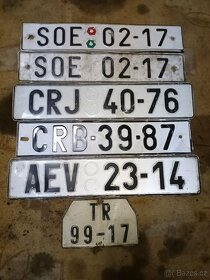 SOE 02-17
SOE 02-17
CRJ 40-76
CRB-39-87
AEV 23-14
TR
99-17
Bazoš.cz